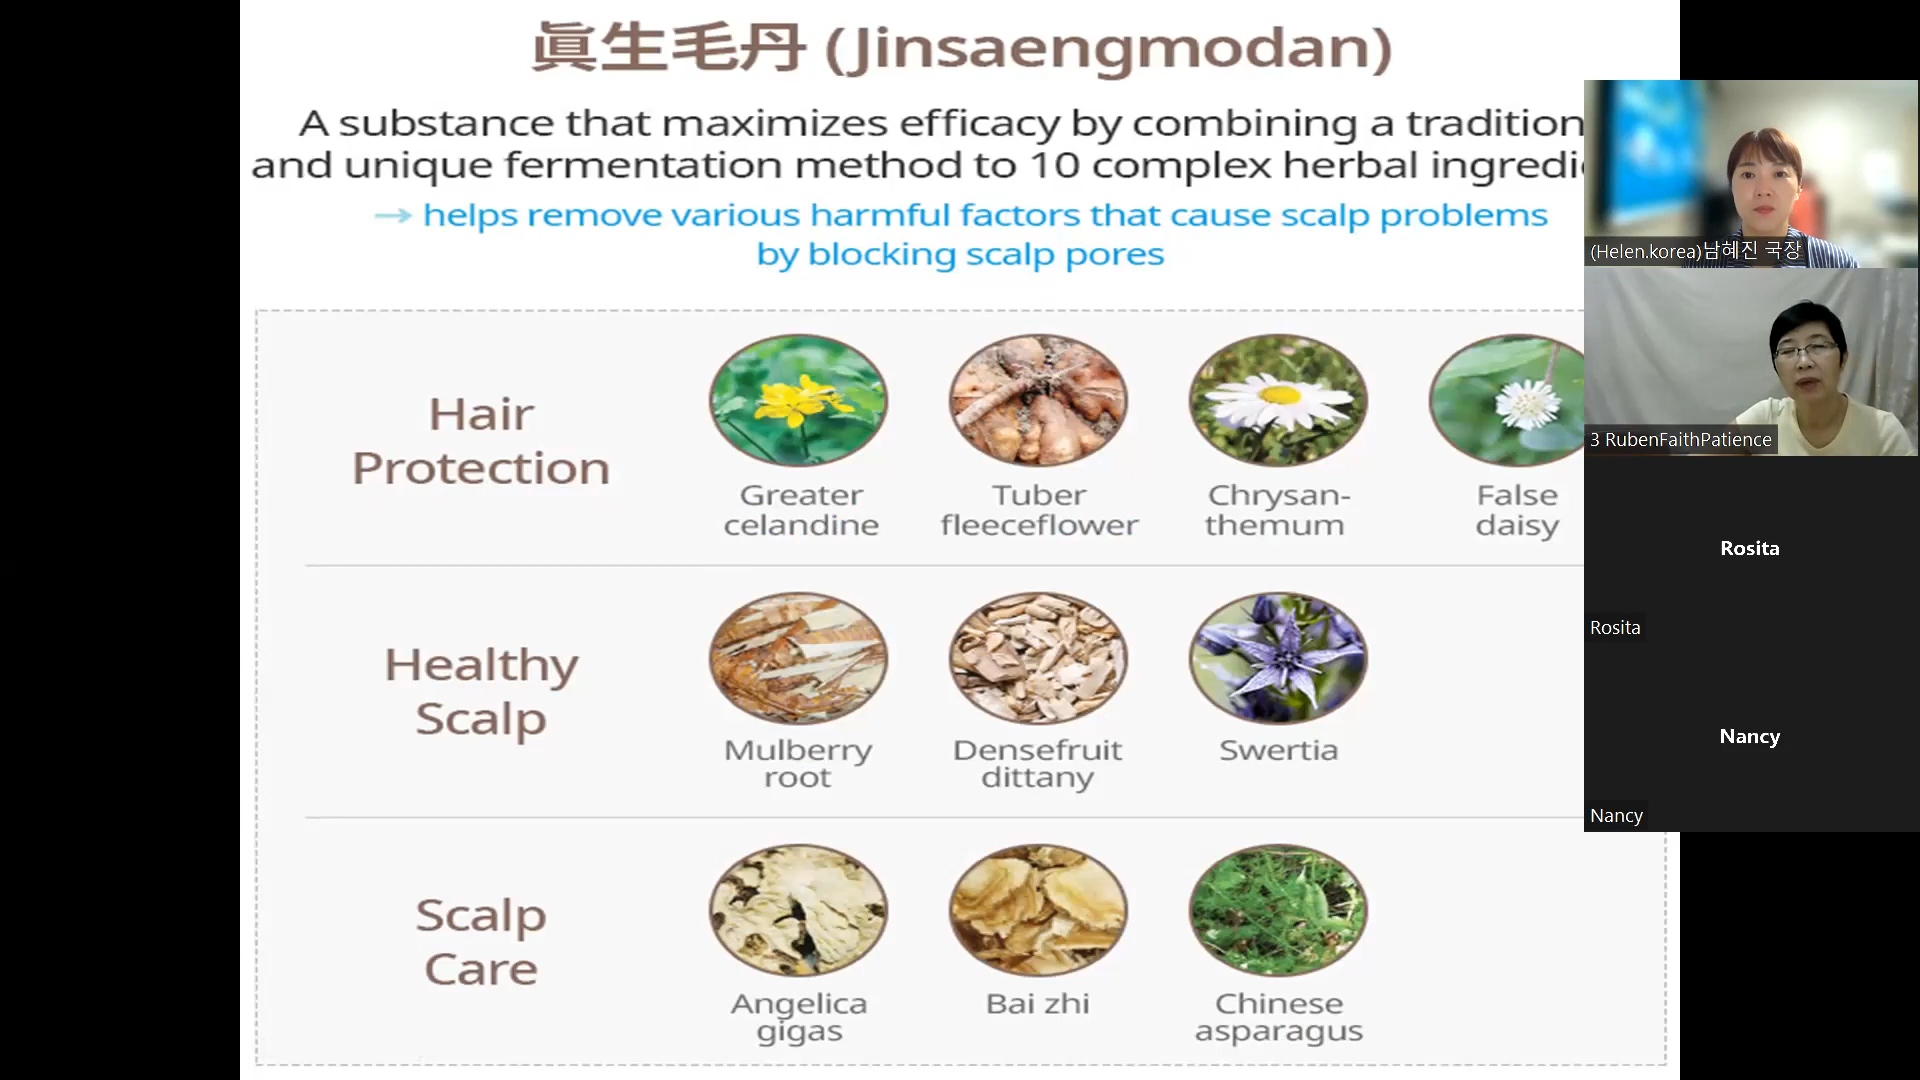 眞生毛丹 (Jinsaengmodan)
A substance that maximizes efficacy by combining a tradition
and unique fermentation method to 10 complex herbal ingredi
→ helps remove various harmful factors that cause scalp problems
by blocking scalp pores
Hair
Protection
Greater
celandine
Tuber
fleeceflower
Chrysan-
themum
False
daisy
Healthy
Scalp
Mulberry
root
Densefruit
dittany
Swertia
Scalp
Care
Angelica
gigas
Bai zhi
Chinese
asparagus
(Helen.korea)남혜진 국장
3 RubenFaithPatience
Rosita
Rosita
Nancy
Nancy